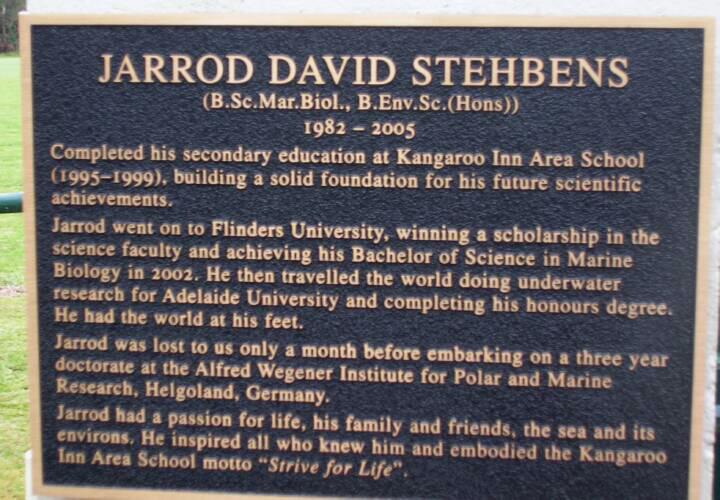 JARROD DAVID STEHBENS
(B.Sc.Mar.Biol., B.Env.Sc.(Hons))
1982 – 2005
Completed his secondary education at Kangaroo Inn Area School
(1995–1999), building a solid foundation for his future scientific
achievements.
Jarrod went on to Flinders University, winning a scholarship in the
science faculty and achieving his Bachelor of Science in Marine
Biology in 2002. He then travelled the world doing underwater
research for Adelaide University and completing his honours degree.
He had the world at his feet.
Jarrod was lost to us only a month before embarking on a three year
doctorate at the Alfred Wegener Institute for Polar and Marine
Research, Helgoland, Germany.
Jarrod had a passion for life, his family and friends, the sea and its
environs. He inspired all who knew him and embodied the Kangaroo
Inn Area School motto "Strive for Life".